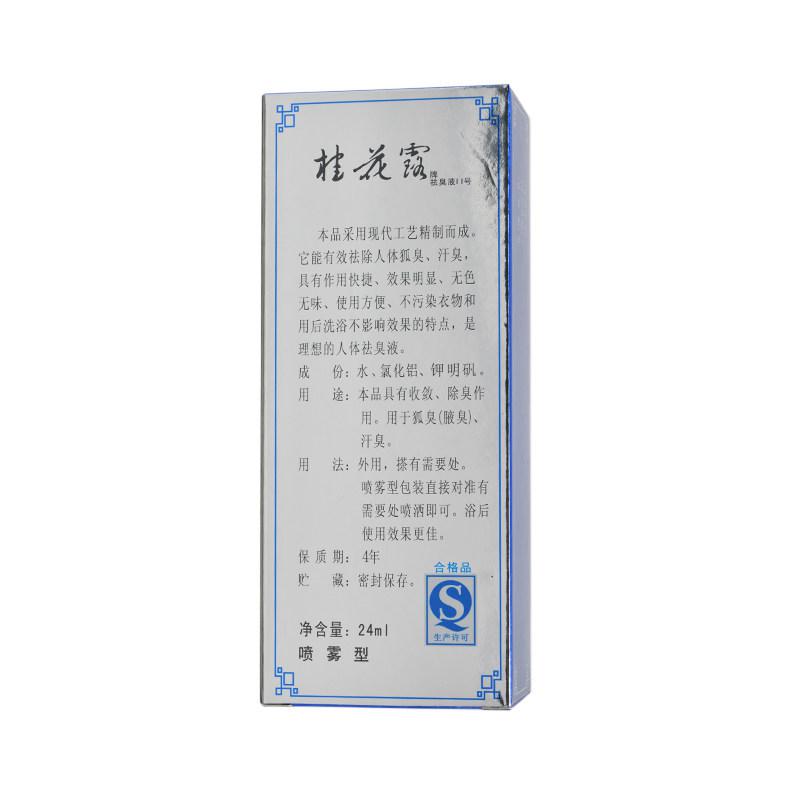 桂花露
牌
祛臭液11号
本品采用现代工艺精制而成。
它能有效祛除人体狐臭、汗臭，
具有作用快捷、效果明显、无色
无味、使用方便、不污染衣物和
用后洗浴不影响效果的特点，是
理想的人体祛臭液。
成 份：水、氯化铝、钾明矾。
用 途：本品具有收敛、除臭作
用。用于狐臭(腋臭)、
汗臭。
用 法：外用，搽有需要处。
喷雾型包装直接对准有
需要处喷洒即可。浴后
使用效果更佳。
保质期：4年
贮 藏：密封保存。
合格品
生产许可
净含量：24ml
喷雾型